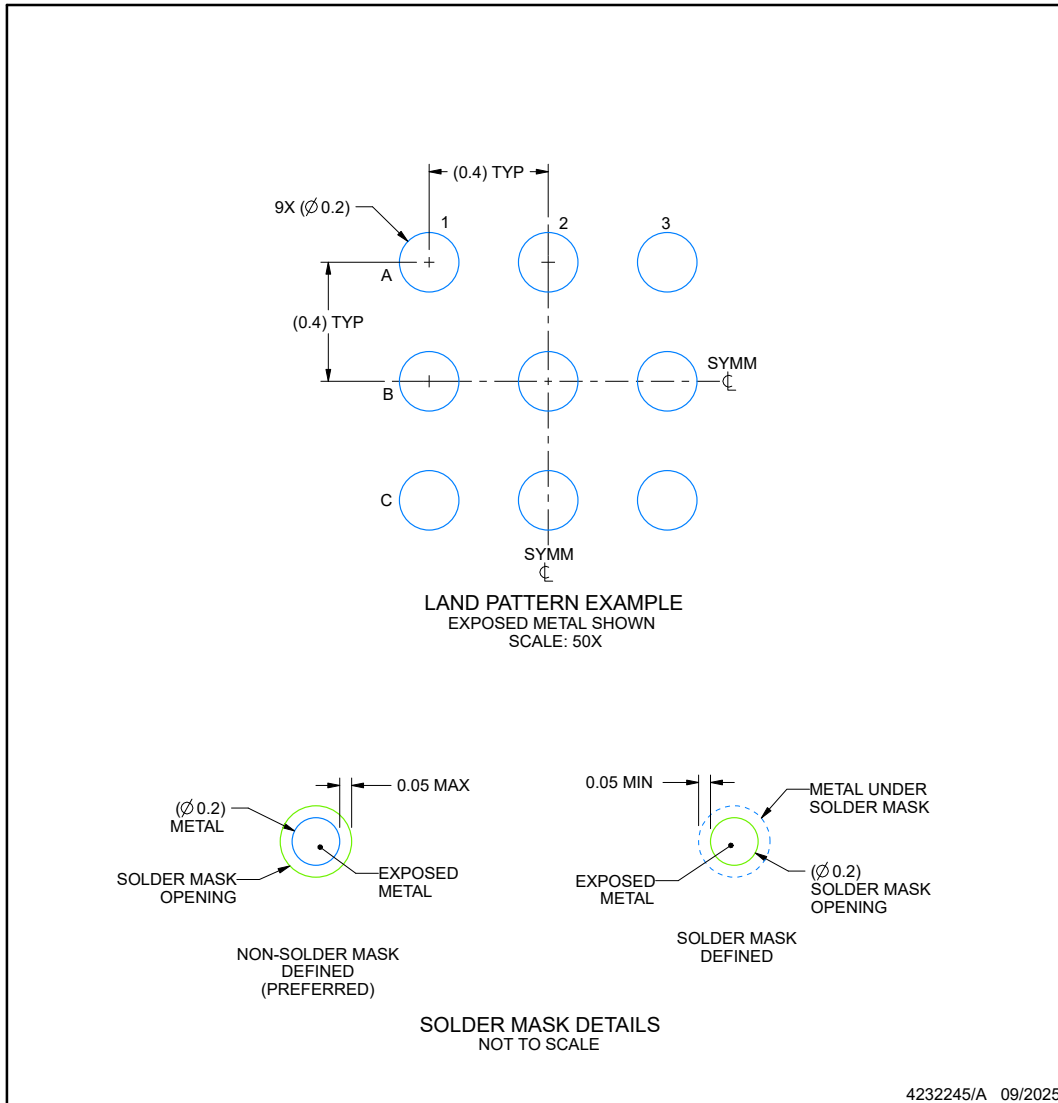 (0.4) TYP
9X (∅ 0.2)
1
2
3
A
(0.4) TYP
SYMM
℄
B
C
SYMM
℄
LAND PATTERN EXAMPLE
EXPOSED METAL SHOWN
SCALE: 50X
0.05 MAX
(∅ 0.2)
METAL
SOLDER MASK
OPENING
EXPOSED
METAL
NON-SOLDER MASK
DEFINED
(PREFERRED)
0.05 MIN
METAL UNDER
SOLDER MASK
EXPOSED
METAL
(∅ 0.2)
SOLDER MASK
OPENING
SOLDER MASK
DEFINED
SOLDER MASK DETAILS
NOT TO SCALE
4232245/A 09/2025